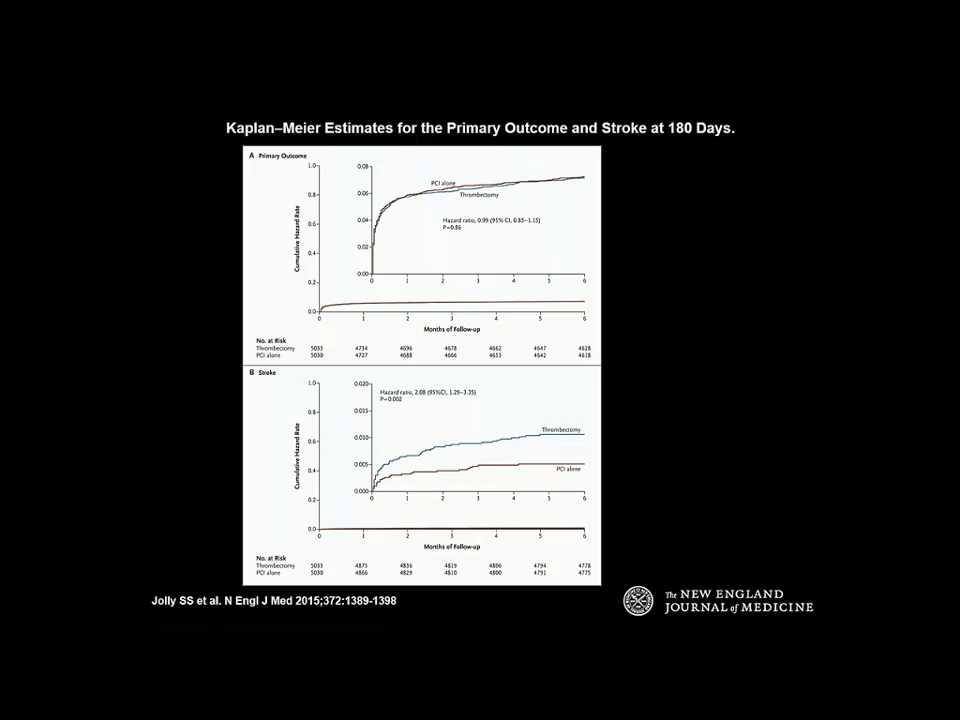 Kaplan–Meier Estimates for the Primary Outcome and Stroke at 180 Days.
A Primary Outcome
Cumulative Hazard Rate
1.0
0.8
0.6
0.4
0.2
0.0
0.08
0.06
0.04
0.02
0.00
PCI alone
Thrombectomy
Hazard ratio, 0.99 (95% CI, 0.85–1.15)
P=0.86
0 1 2 3 4 5 6
0 1 2 3 4 5 6
Months of Follow-up
No. at Risk
Thrombectomy 5033 4734 4696 4678 4662 4647 4628
PCI alone 5030 4727 4688 4666 4653 4642 4618
B Stroke
Cumulative Hazard Rate
1.0
0.8
0.6
0.4
0.2
0.0
0.020
0.015
0.010
0.005
0.000
Hazard ratio, 2.08 (95%CI, 1.29–3.35)
P=0.002
Thrombectomy
PCI alone
0 1 2 3 4 5 6
0 1 2 3 4 5 6
Months of Follow-up
No. at Risk
Thrombectomy 5033 4873 4836 4819 4806 4794 4778
PCI alone 5030 4866 4829 4810 4800 4791 4775
Jolly SS et al. N Engl J Med 2015;372:1389-1398
The NEW ENGLAND
JOURNAL of MEDICINE